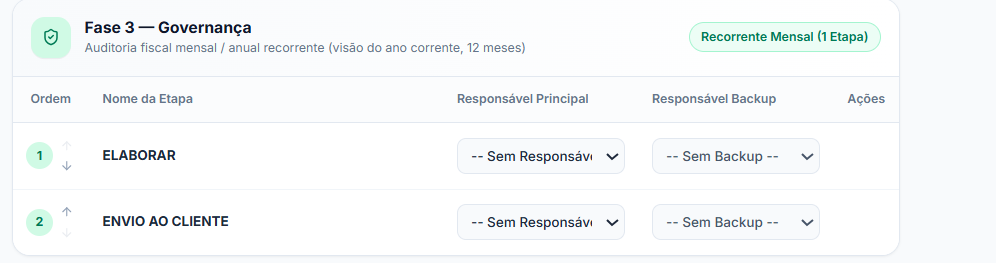 Fase 3 — Governança
Auditoria fiscal mensal / anual recorrente (visão do ano corrente, 12 meses)
Recorrente Mensal (1 Etapa)
Ordem Nome da Etapa Responsável Principal Responsável Backup Ações
1 ELABORAR -- Sem Responsáv -- Sem Backup --
2 ENVIO AO CLIENTE -- Sem Responsáv -- Sem Backup --